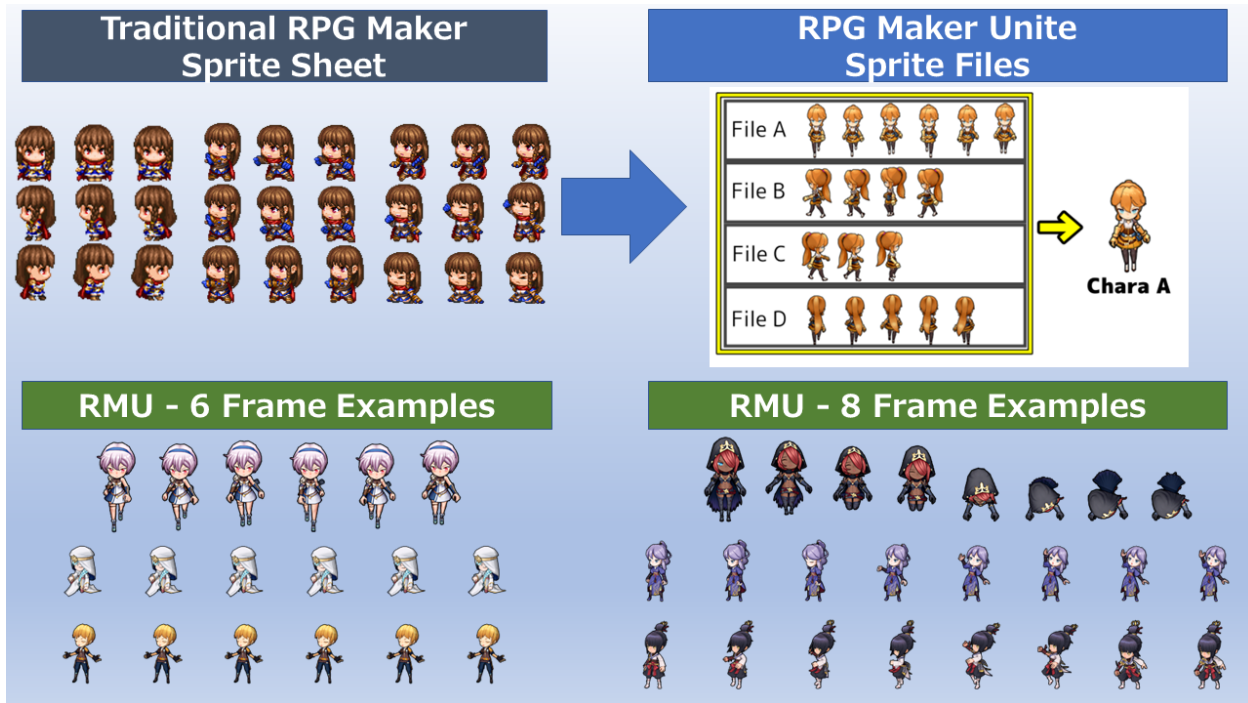 Traditional RPG Maker
Sprite Sheet
RPG Maker Unite
Sprite Files
File A
File B
File C
File D
Chara A
RMU - 6 Frame Examples
RMU - 8 Frame Examples